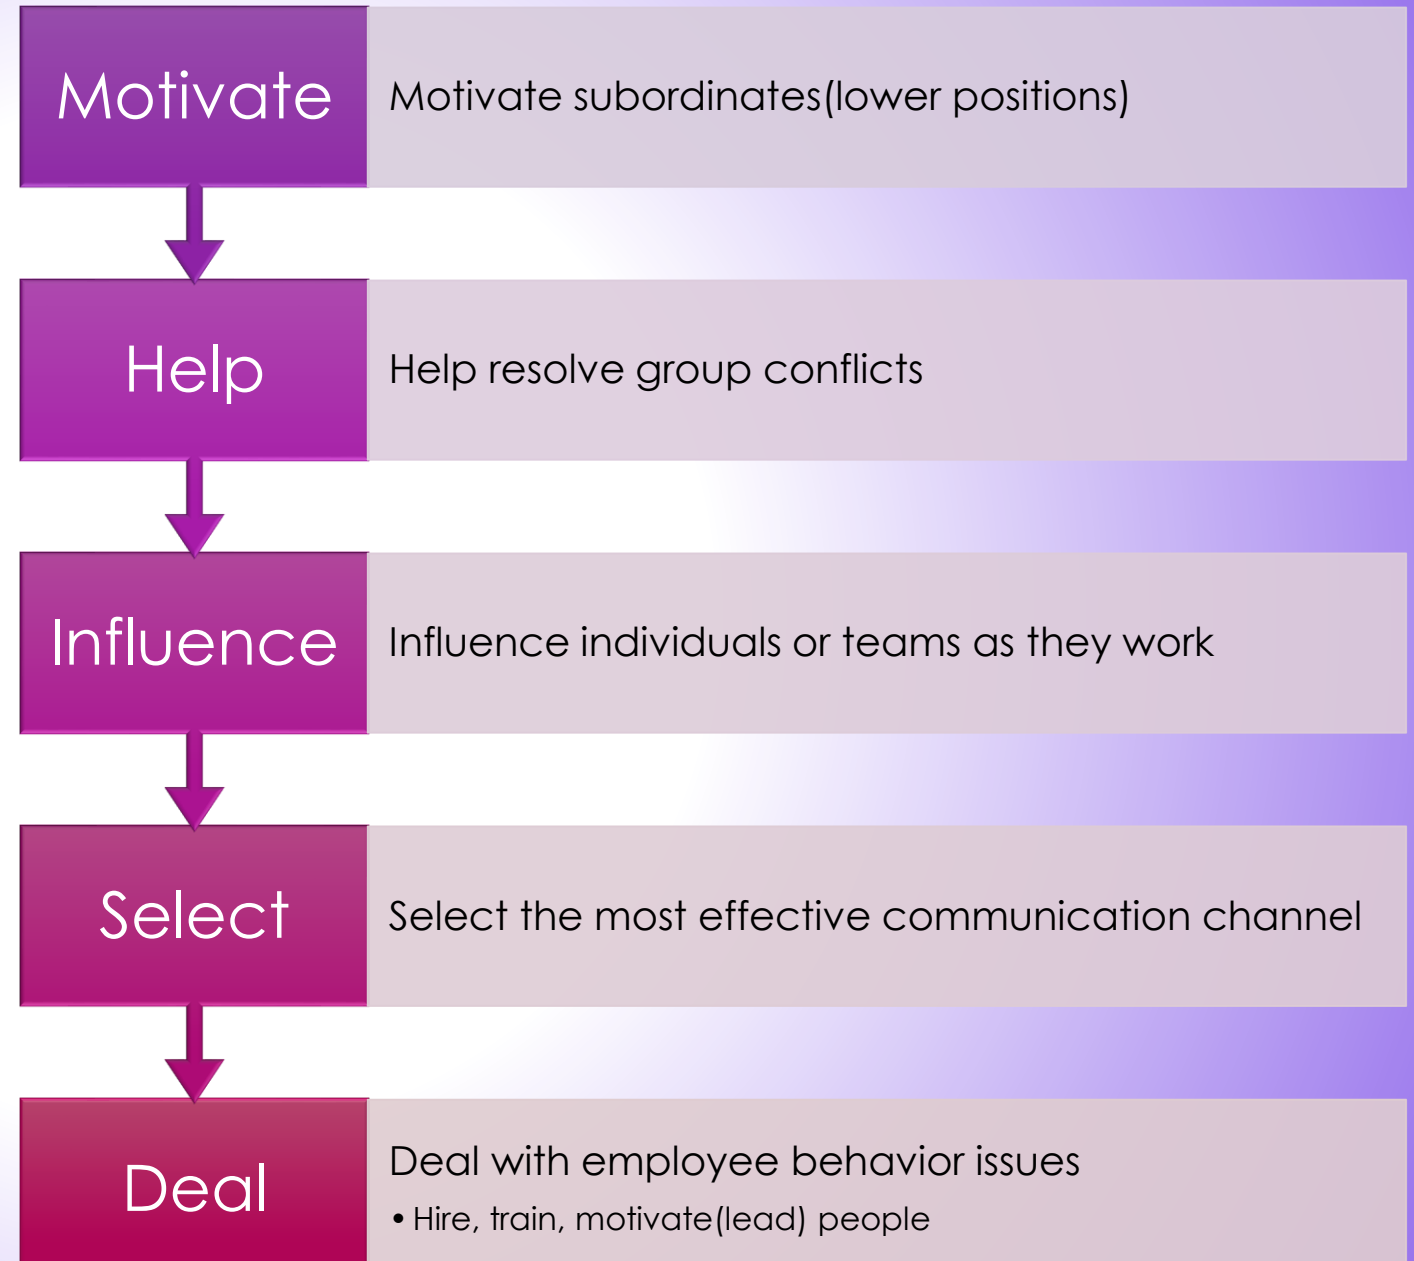 Motivate
Motivate subordinates(lower positions)
Help
Help resolve group conflicts
Influence
Influence individuals or teams as they work
Select
Select the most effective communication channel
Deal
Deal with employee behavior issues
• Hire, train, motivate(lead) people